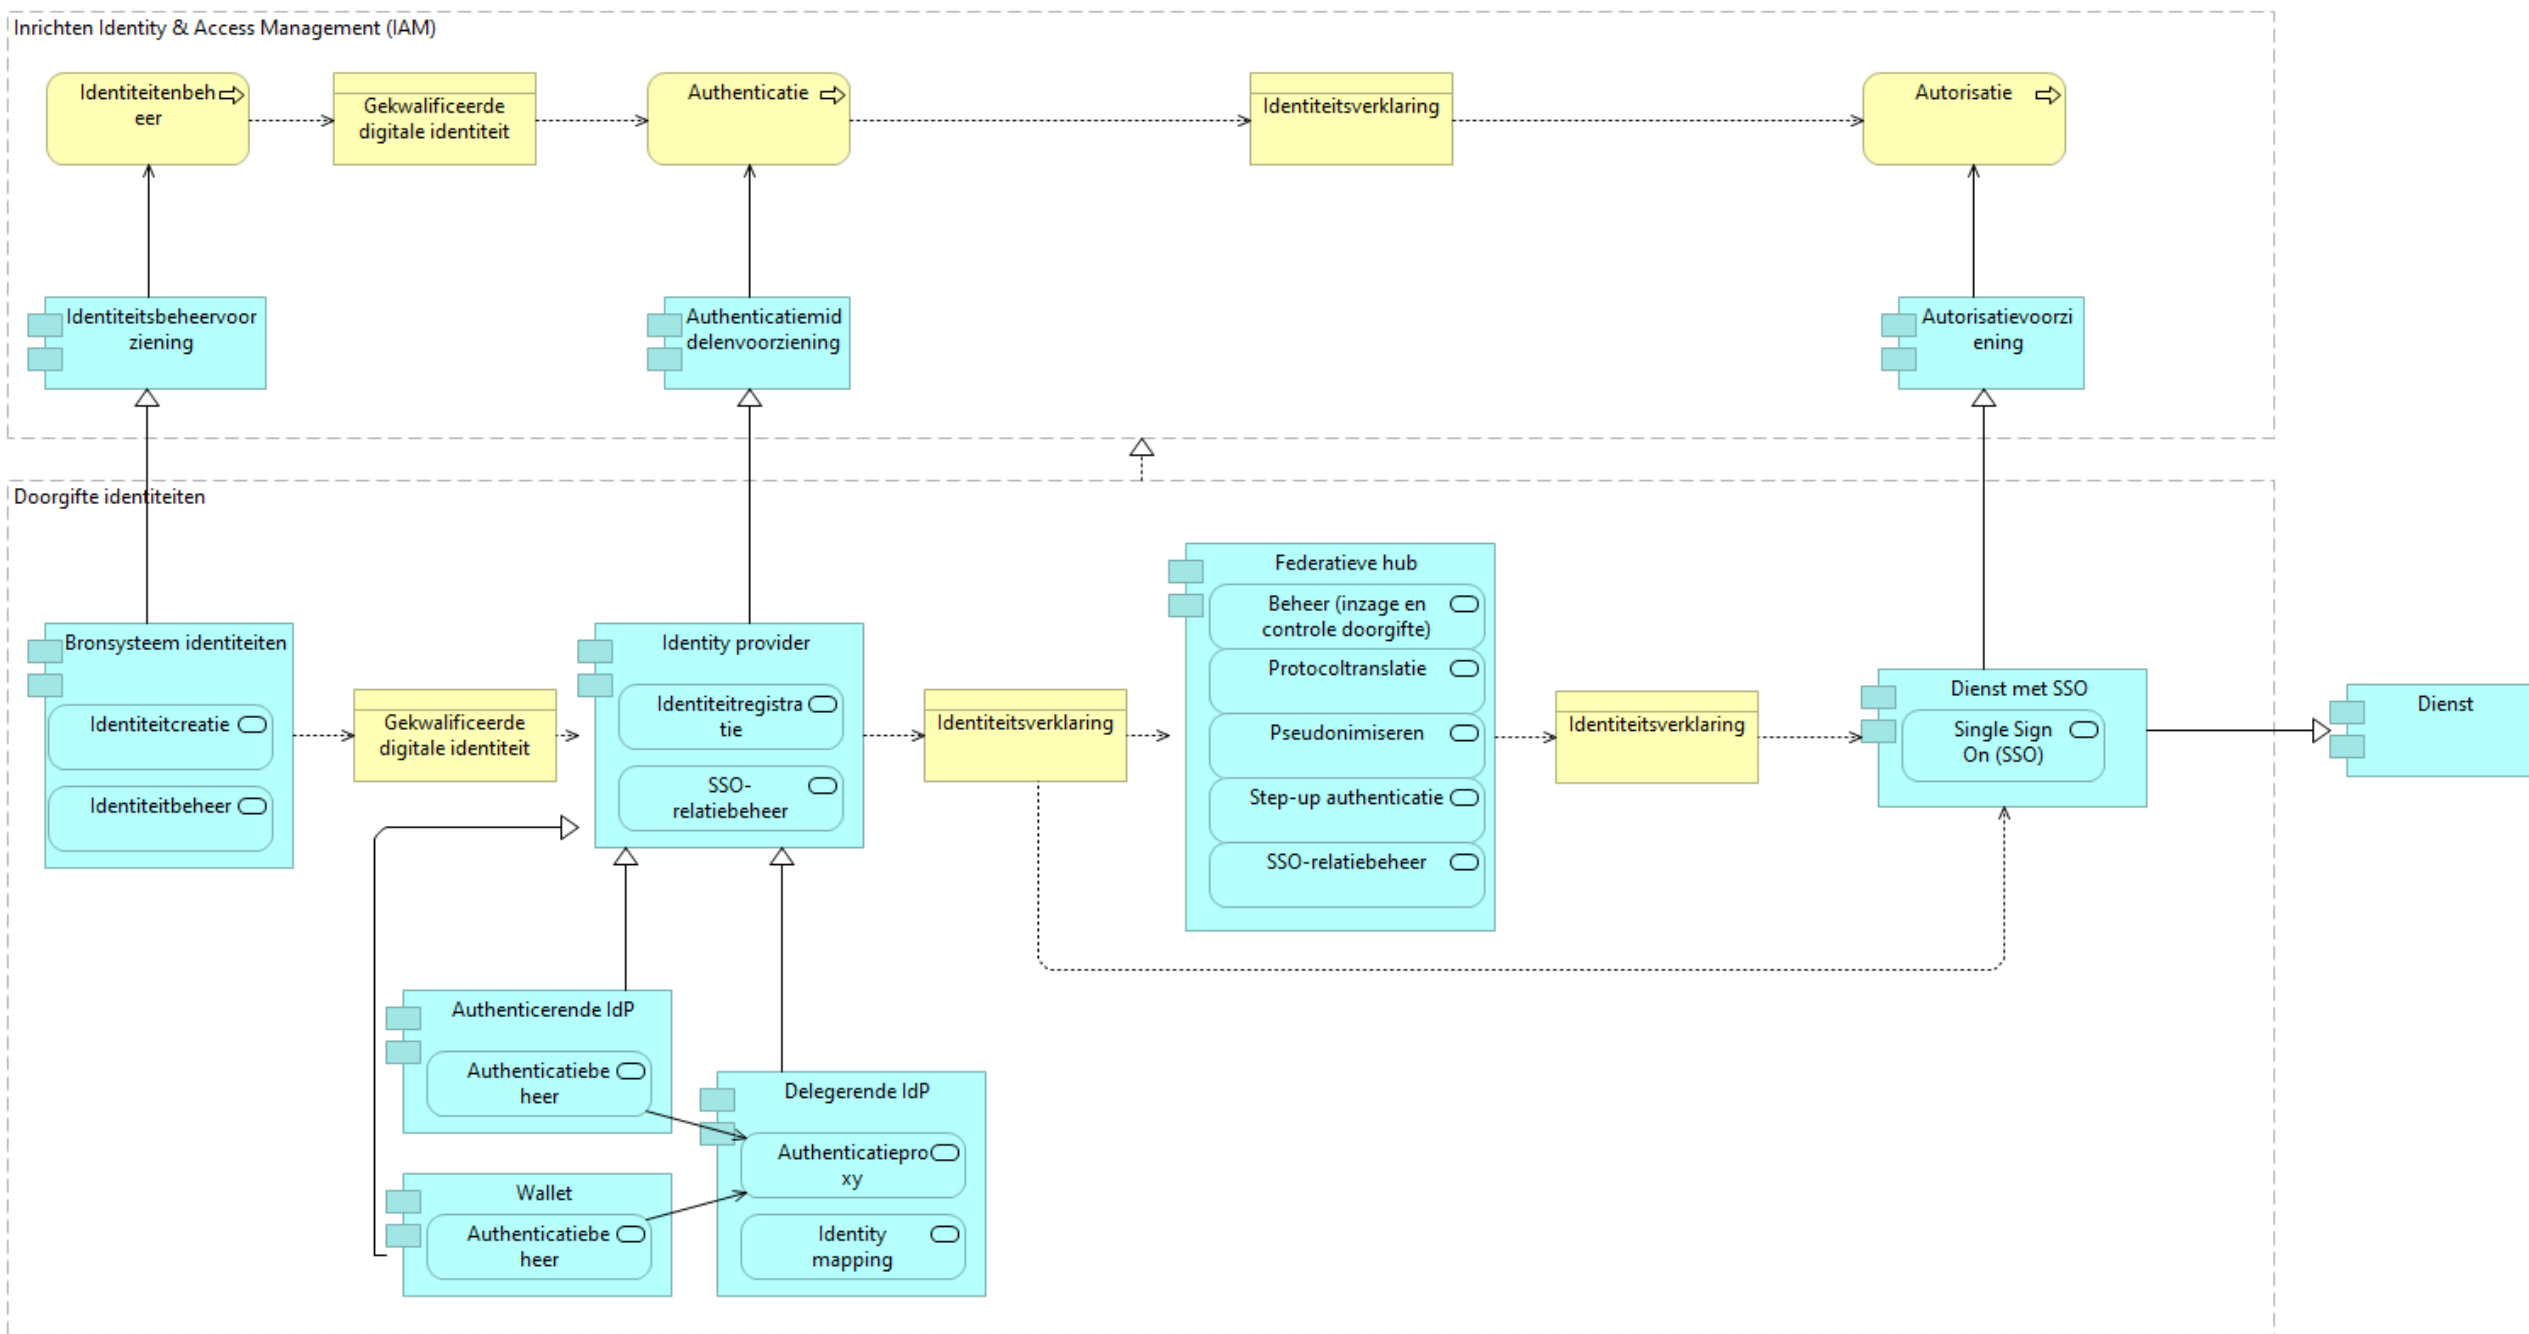 Inrichten Identity & Access Management (IAM)
Identiteitenbeh
eer
Gekwalificeerde
digitale identiteit
Authenticatie
Identiteitsverklaring
Autorisatie
Identiteitsbeheervoor
ziening
Authenticatiemid
delenvoorziening
Autorisatievoorzi
ening
Doorgifte identiteiten
Bronsysteem identiteiten
Identiteitcreatie
Identiteitbeheer
Gekwalificeerde
digitale identiteit
Identity provider
Identiteitregistra
tie
SSO-
relatiebeheer
Identiteitsverklaring
Federatieve hub
Beheer (inzage en
controle doorgifte)
Protocoltranslatie
Pseudonimiseren
Step-up authenticatie
SSO-relatiebeheer
Identiteitsverklaring
Dienst met SSO
Single Sign
On (SSO)
Dienst
Authenticerende IdP
Authenticatiebe
heer
Wallet
Authenticatiebe
heer
Delegerende IdP
Authenticatiepro
xy
Identity
mapping